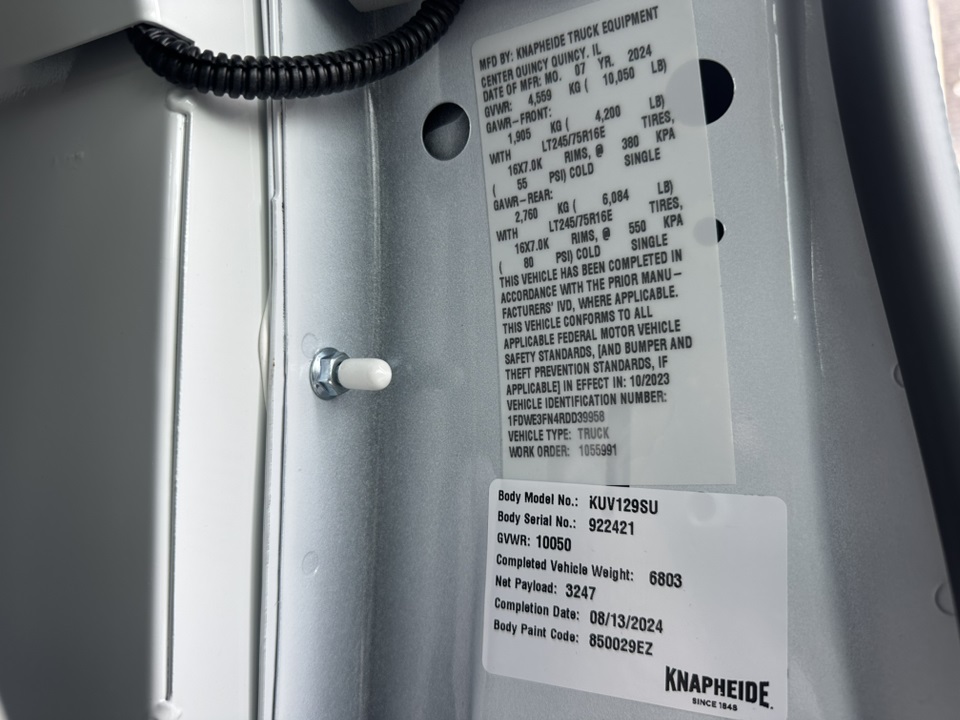 MFD BY: KNAPHEIDE TRUCK EQUIPMENT
CENTER QUINCY QUINCY, IL
DATE OF MFR: MO. 07 YR. 2024
GVWR: 4,559 KG ( 10,050 LB)
GAWR-FRONT:
1,905 KG ( 4,200 LB)
WITH LT245/75R16E TIRES,
16X7.0K RIMS, @ 380 KPA
( 55 PSI) COLD SINGLE
GAWR-REAR:
2,760 KG ( 6,084 LB)
WITH LT245/75R16E TIRES,
16X7.0K RIMS, @ 550 KPA
( 80 PSI) COLD SINGLE
THIS VEHICLE HAS BEEN COMPLETED IN
ACCORDANCE WITH THE PRIOR MANU-
FACTURERS' IVD, WHERE APPLICABLE.
THIS VEHICLE CONFORMS TO ALL
APPLICABLE FEDERAL MOTOR VEHICLE
SAFETY STANDARDS, [AND BUMPER AND
THEFT PREVENTION STANDARDS, IF
APPLICABLE] IN EFFECT IN: 10/2023
VEHICLE IDENTIFICATION NUMBER:
1FDWE3FN4RDD39958
VEHICLE TYPE: TRUCK
WORK ORDER: 1055991
Body Model No.: KUV129SU
Body Serial No.: 922421
GVWR: 10050
Completed Vehicle Weight: 6803
Net Payload: 3247
Completion Date: 08/13/2024
Body Paint Code: 850029EZ
KNAPHEIDE.
SINCE 1848